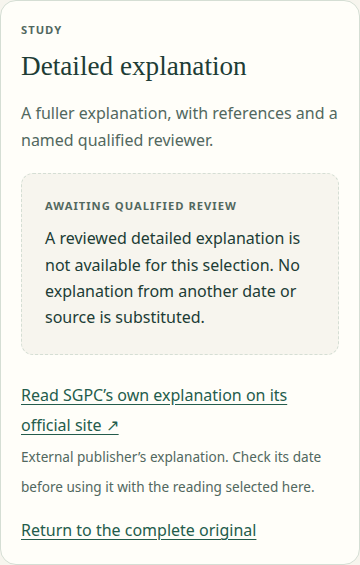 STUDY
Detailed explanation
A fuller explanation, with references and a
named qualified reviewer.
AWAITING QUALIFIED REVIEW
A reviewed detailed explanation is
not available for this selection. No
explanation from another date or
source is substituted.
Read SGPC’s own explanation on its
official site ↗
External publisher’s explanation. Check its date
before using it with the reading selected here.
Return to the complete original